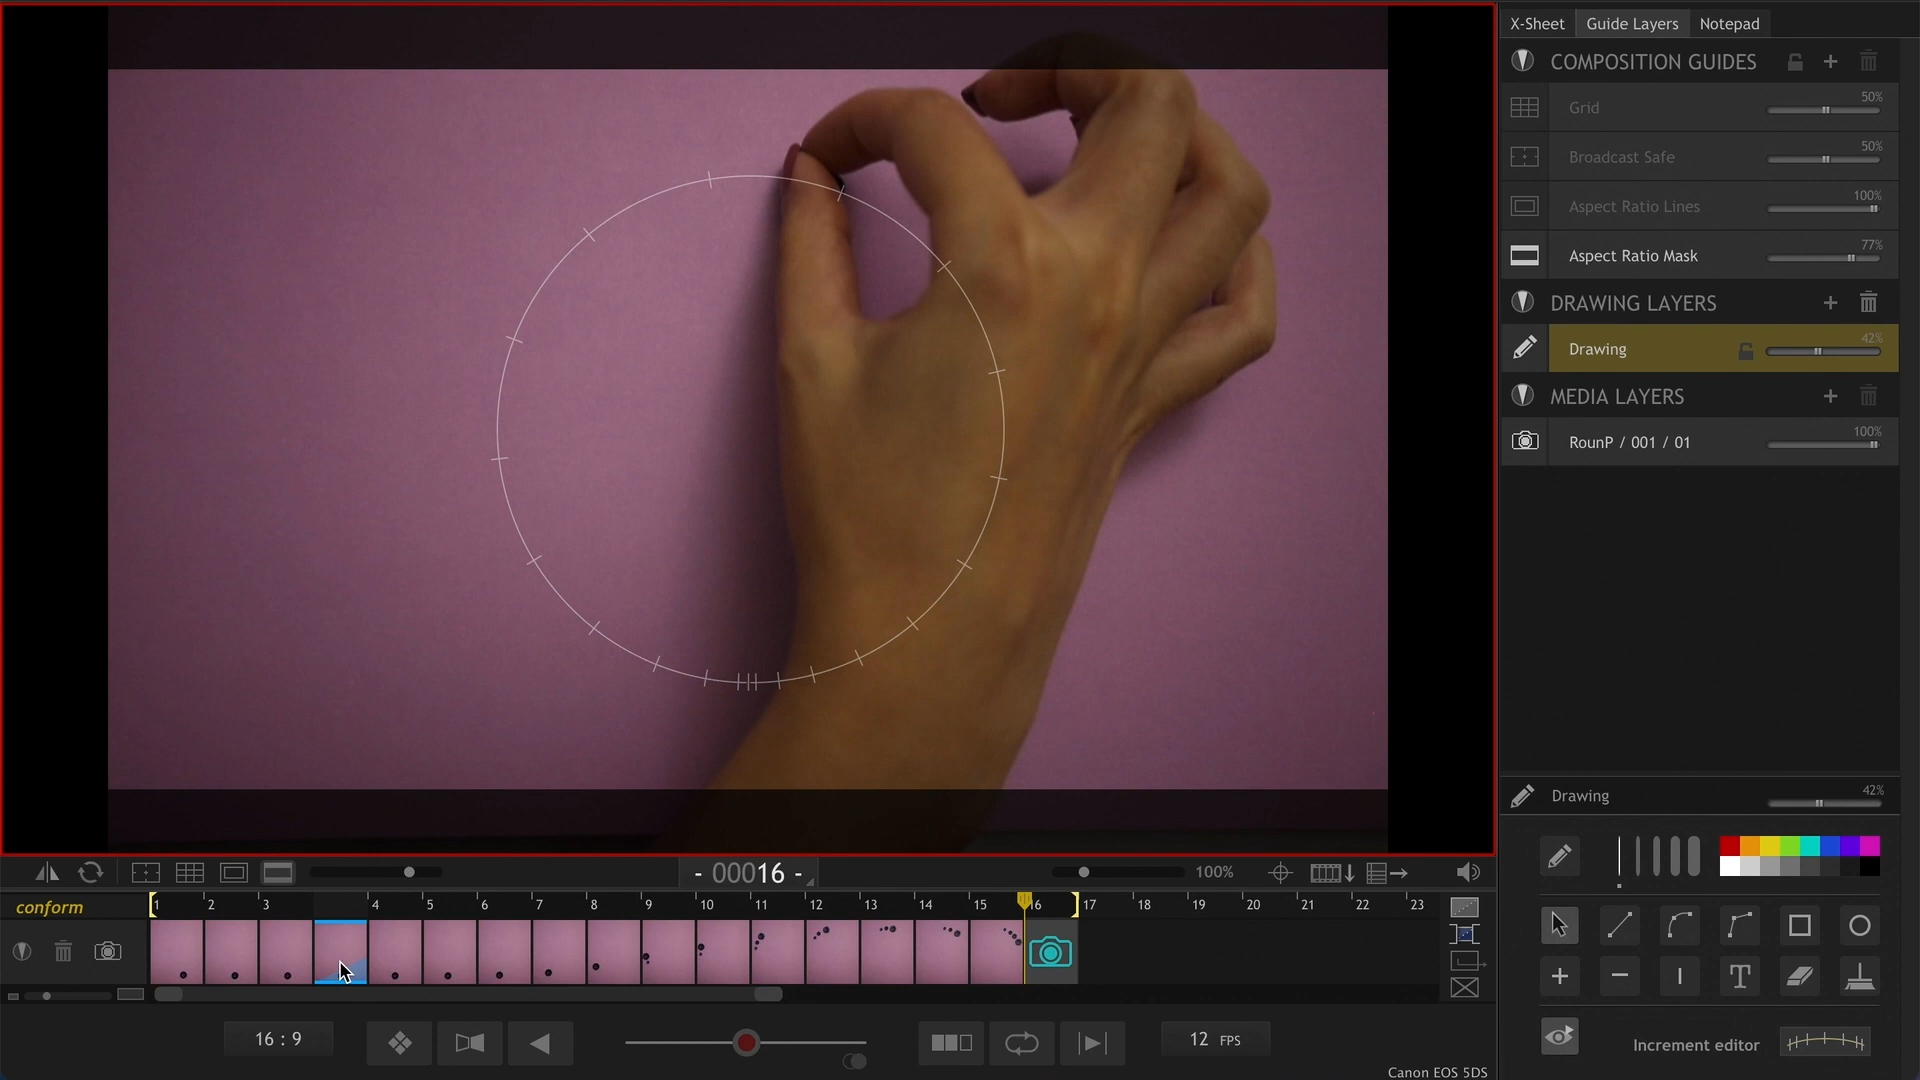 X-Sheet Guide Layers Notepad
COMPOSITION GUIDES
Grid 50%
Broadcast Safe 50%
Aspect Ratio Lines 100%
Aspect Ratio Mask 77%
DRAWING LAYERS
Drawing 42%
MEDIA LAYERS
RounP / 001 / 01 100%
Drawing 42%
T
Increment editor
- 00016 -
100%
conform
1 2 3 4 5 6 7 8 9 10 11 12 13 14 15 16 17 18 19 20 21 22 23
16 : 9
12 FPS
Canon EOS 5DS